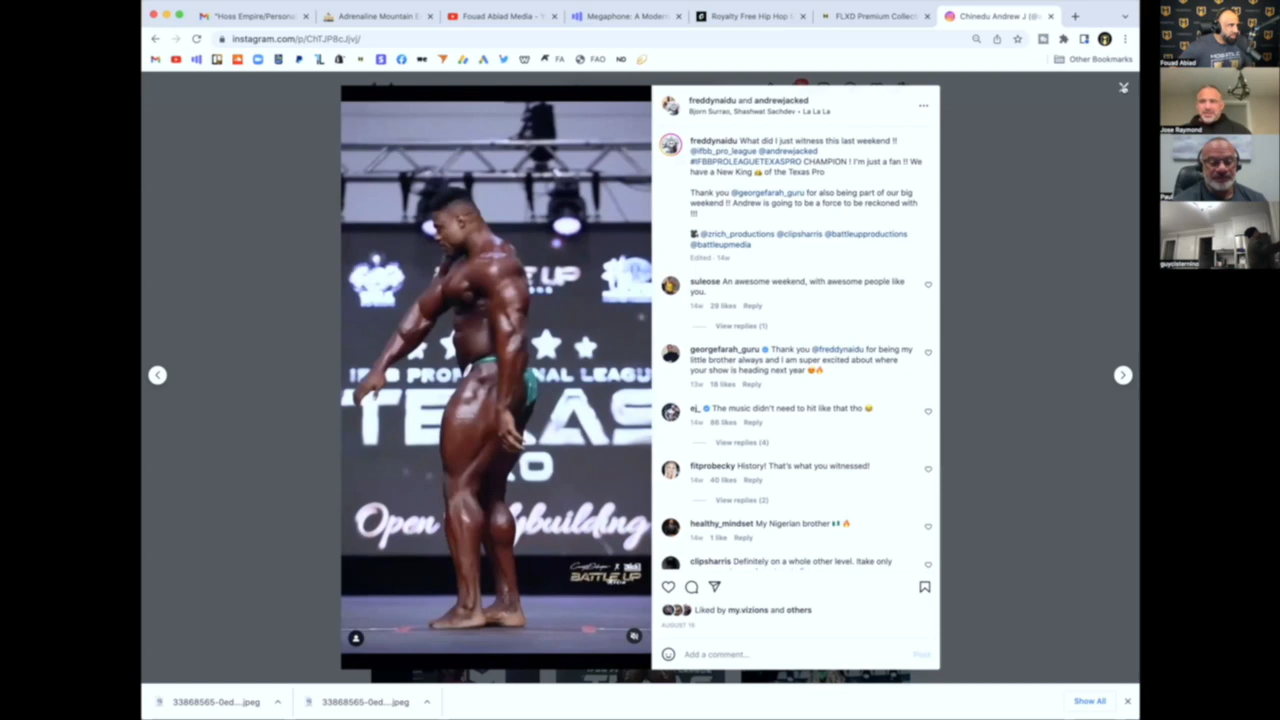 "Hoss Empire/Personal
Adrenaline Mountain E
Fouad Abiad Media - Y
Megaphone: A Modern
Royalty Free Hip Hop
FLXD Premium Collect
Chinedu Andrew J (@
instagram.com/p/ChTJP8cJjvj/
FA
FAO
ND
Other Bookmarks
freddynaidu and andrewjacked
Bjorn Surrao, Shashwat Sachdev • La La La
freddynaidu What did I just witness this last weekend !!
@ifbb_pro_league @andrewjacked
#IFBBPROLEAGUETEXASPRO CHAMPION ! I'm just a fan !! We
have a New King 👑 of the Texas Pro
Thank you @georgefarah_guru for also being part of our big
weekend !! Andrew is going to be a force to be reckoned with
!!!
@zrich_productions @clipsharris @battleupproductions
@battleupmedia
Edited · 14w
suleose An awesome weekend, with awesome people like
you.
14w 29 likes Reply
View replies (1)
georgefarah_guru Thank you @freddynaidu for being my
little brother always and I am super excited about where
your show is heading next year 😍🔥
13w 18 likes Reply
ej_ The music didn't need to hit like that tho 😂
14w 86 likes Reply
View replies (4)
fitprobecky History! That's what you witnessed!
14w 40 likes Reply
View replies (2)
healthy_mindset My Nigerian brother 🇳🇬 🔥
14w 1 like Reply
clipsharris Definitely on a whole other level. Itake only
Liked by my.vizions and others
Add a comment...
Post
TEXAS
Open
BATTLE UP
33868565-0ed....jpeg
33868565-0ed....jpeg
Show All
Fouad Abiad
Jose Raymond
Paul
guycisternino